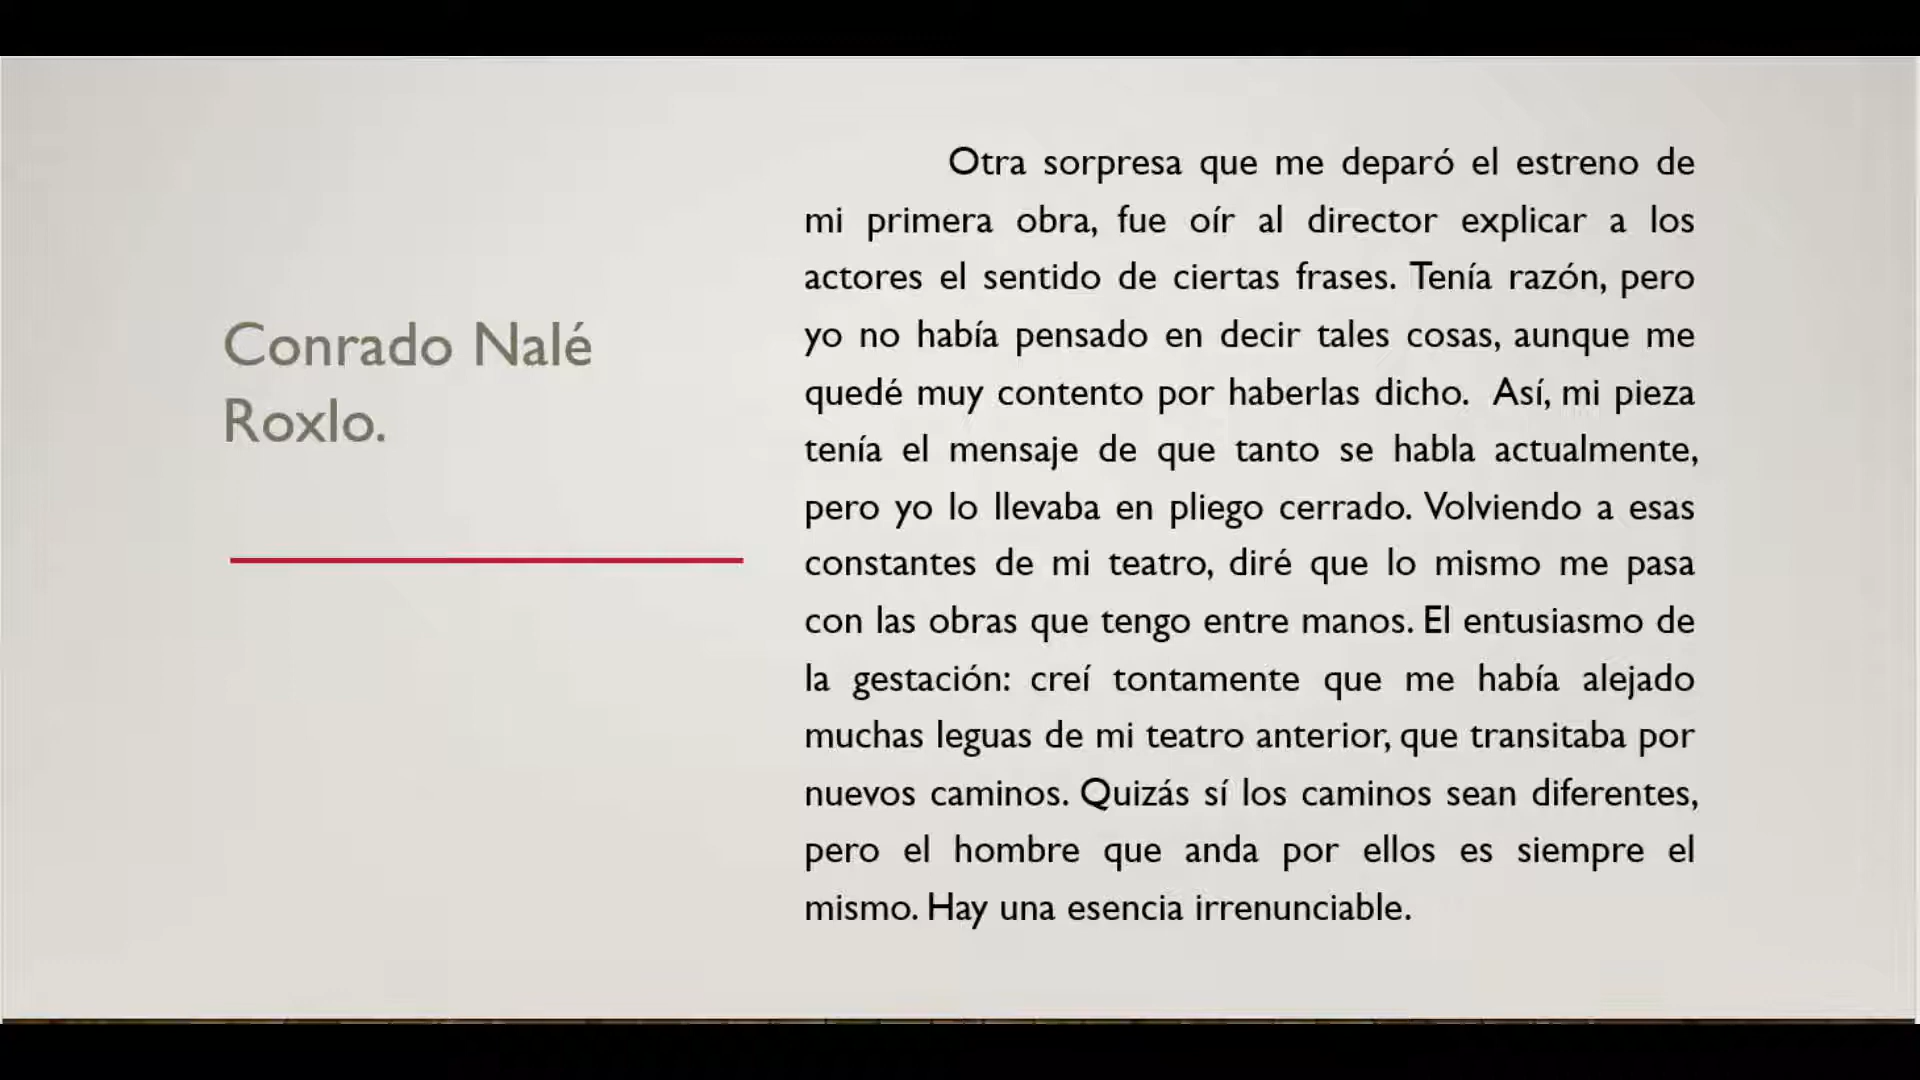 Conrado Nalé
Roxlo.
Otra sorpresa que me deparó el estreno de
mi primera obra, fue oír al director explicar a los
actores el sentido de ciertas frases. Tenía razón, pero
yo no había pensado en decir tales cosas, aunque me
quedé muy contento por haberlas dicho. Así, mi pieza
tenía el mensaje de que tanto se habla actualmente,
pero yo lo llevaba en pliego cerrado. Volviendo a esas
constantes de mi teatro, diré que lo mismo me pasa
con las obras que tengo entre manos. El entusiasmo de
la gestación: creí tontamente que me había alejado
muchas leguas de mi teatro anterior, que transitaba por
nuevos caminos. Quizás sí los caminos sean diferentes,
pero el hombre que anda por ellos es siempre el
mismo. Hay una esencia irrenunciable.